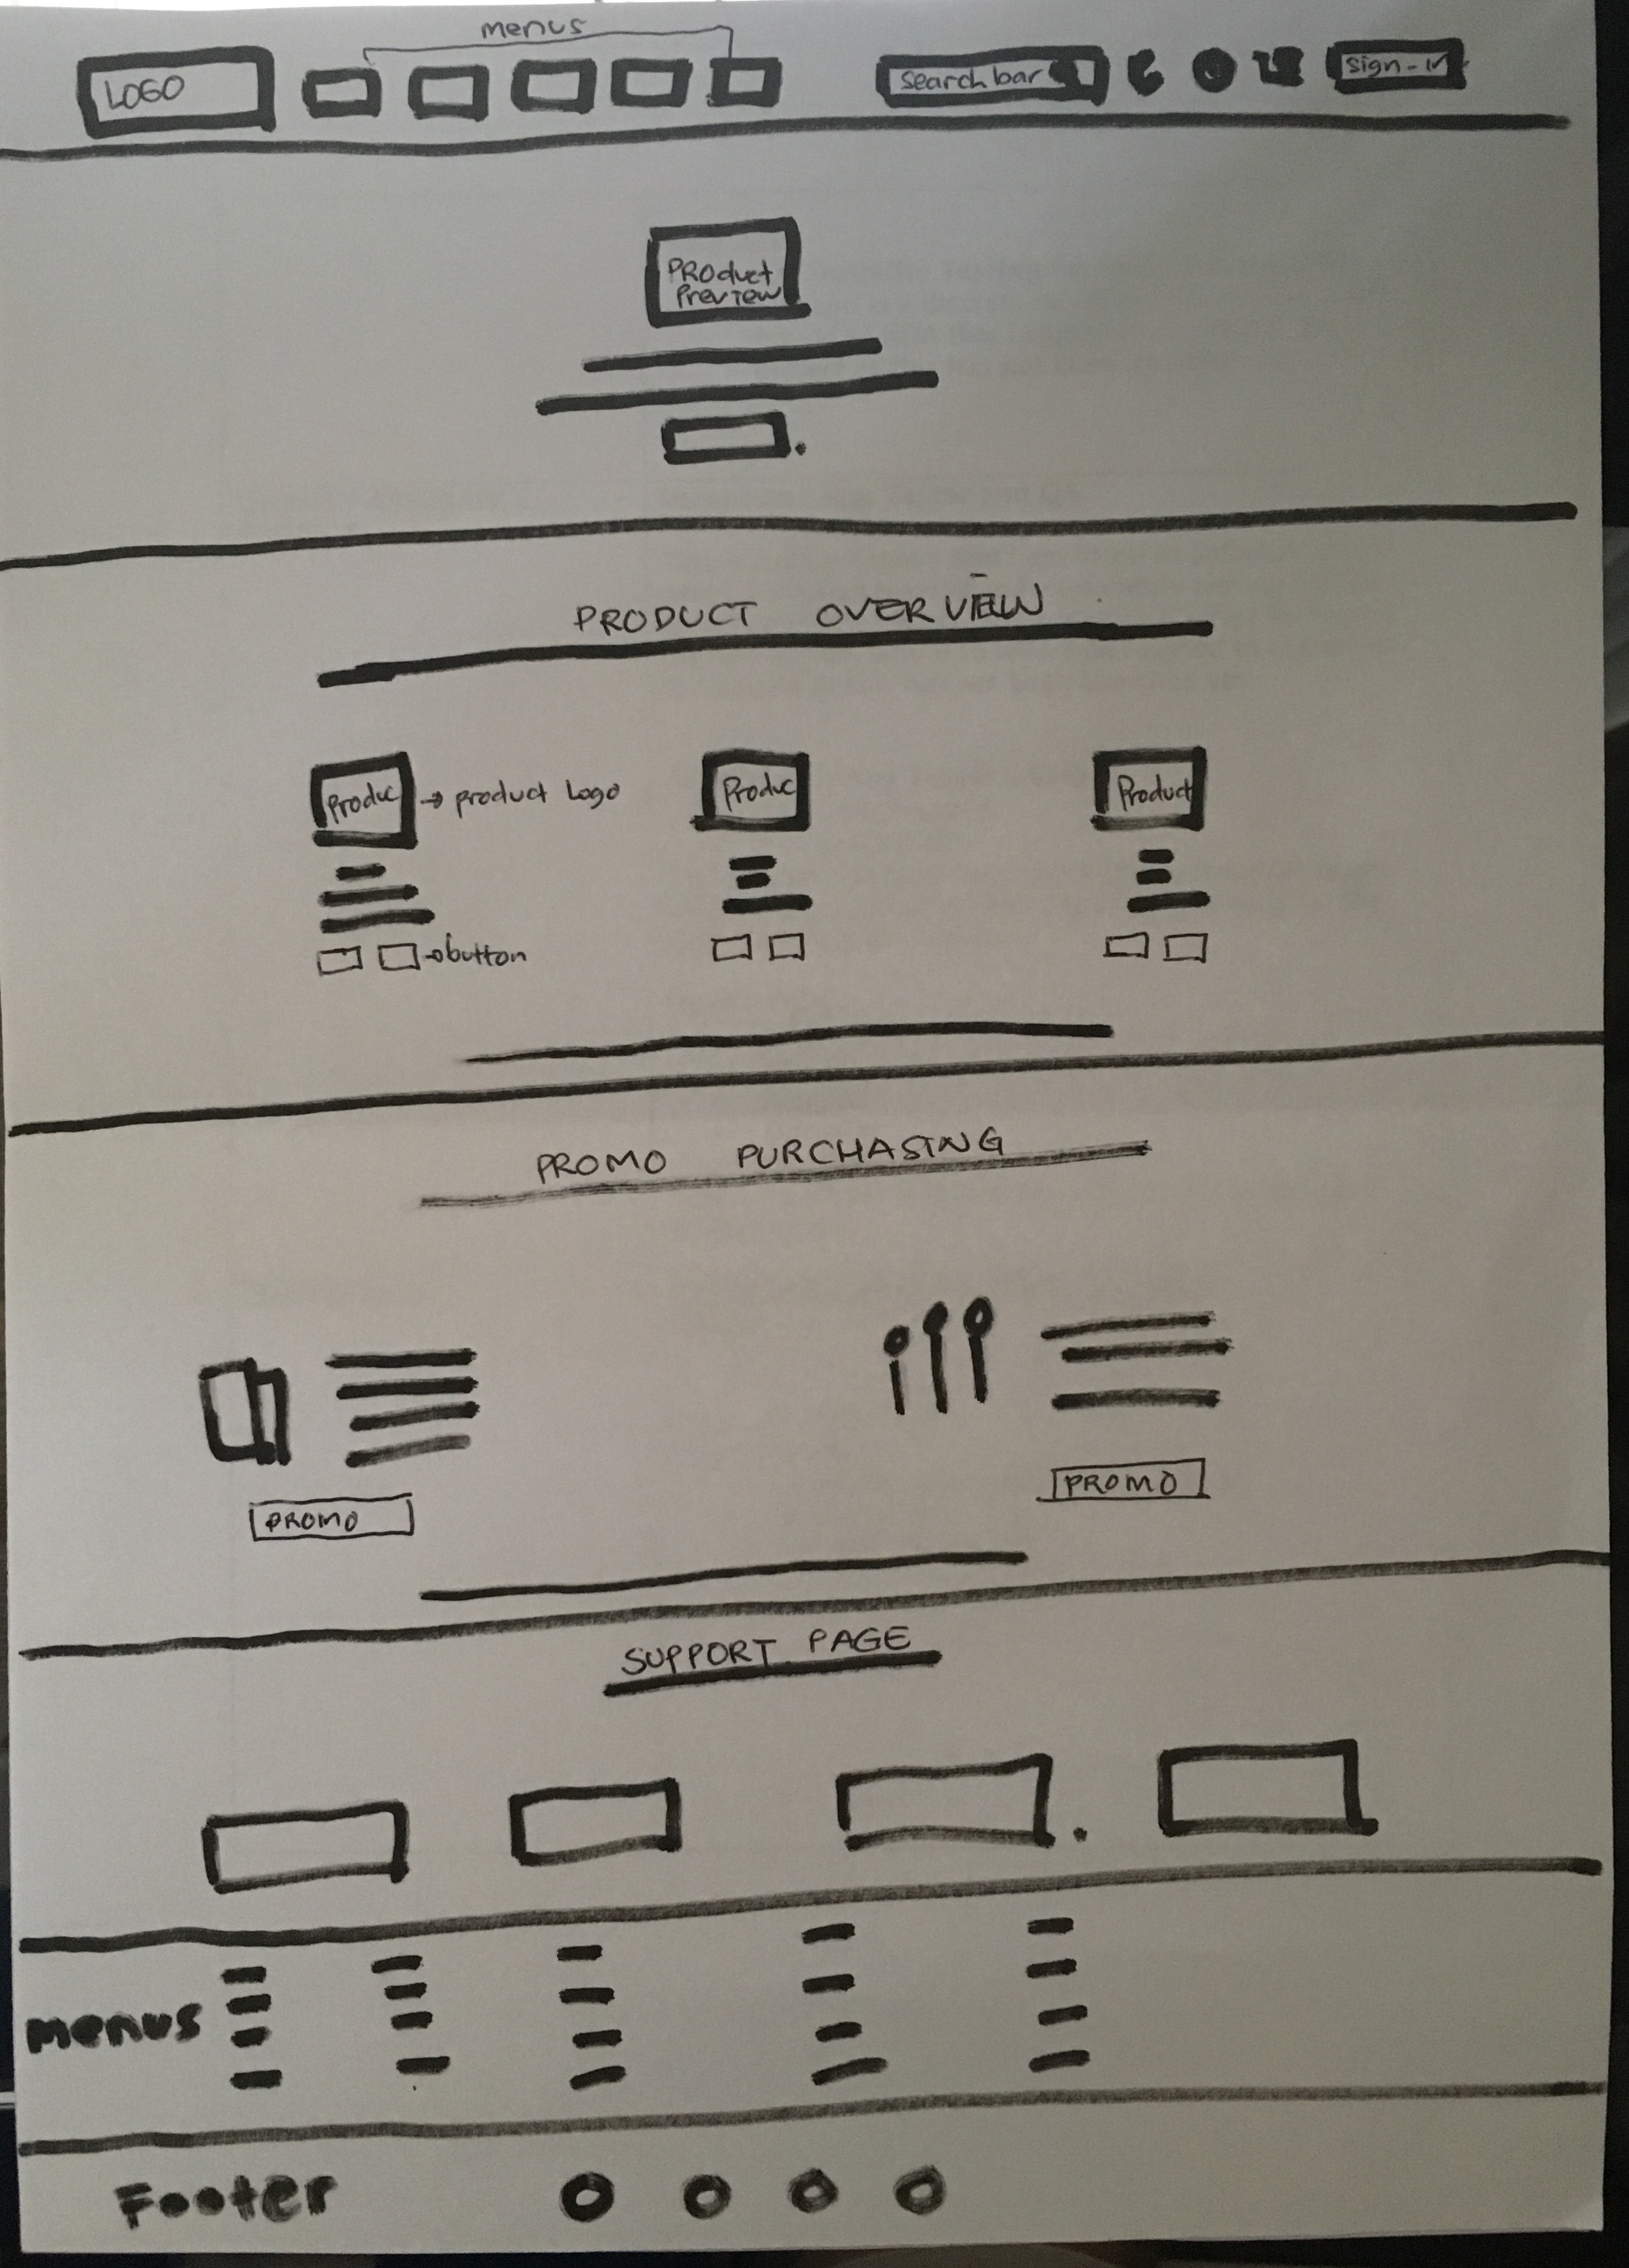 menus
LOGO
Search bar
Sign-in
PRoduct
Preview
PRODUCT OVERVIEW
Produc
→ product Logo
Produc
Product
→button
PROMO PURCHASING
PROMO
PROMO
SUPPORT PAGE
menus
Footer